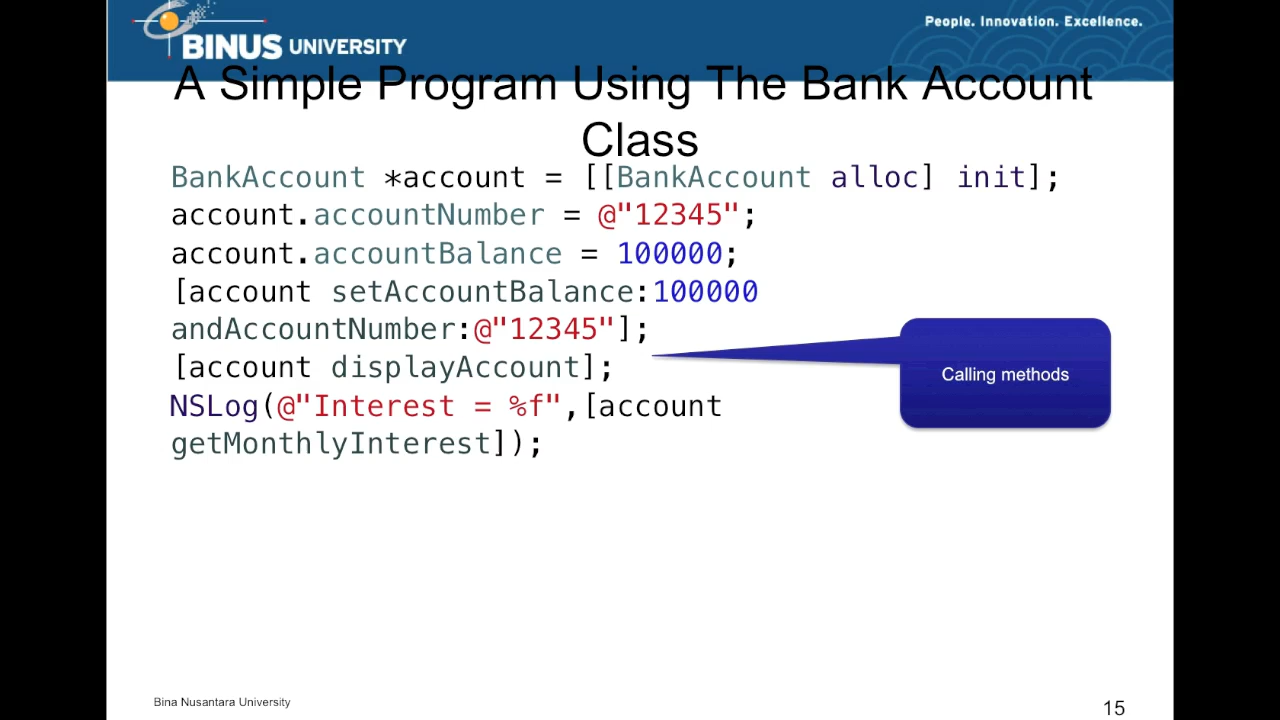 People. Innovation. Excellence.
BINUS UNIVERSITY
A Simple Program Using The Bank Account
Class
BankAccount *account = [[BankAccount alloc] init];
account.accountNumber = @"12345";
account.accountBalance = 100000;
[account setAccountBalance:100000
andAccountNumber:@"12345"];
[account displayAccount];
NSLog(@"Interest = %f",[account
getMonthlyInterest]);
Calling methods
Bina Nusantara University
15